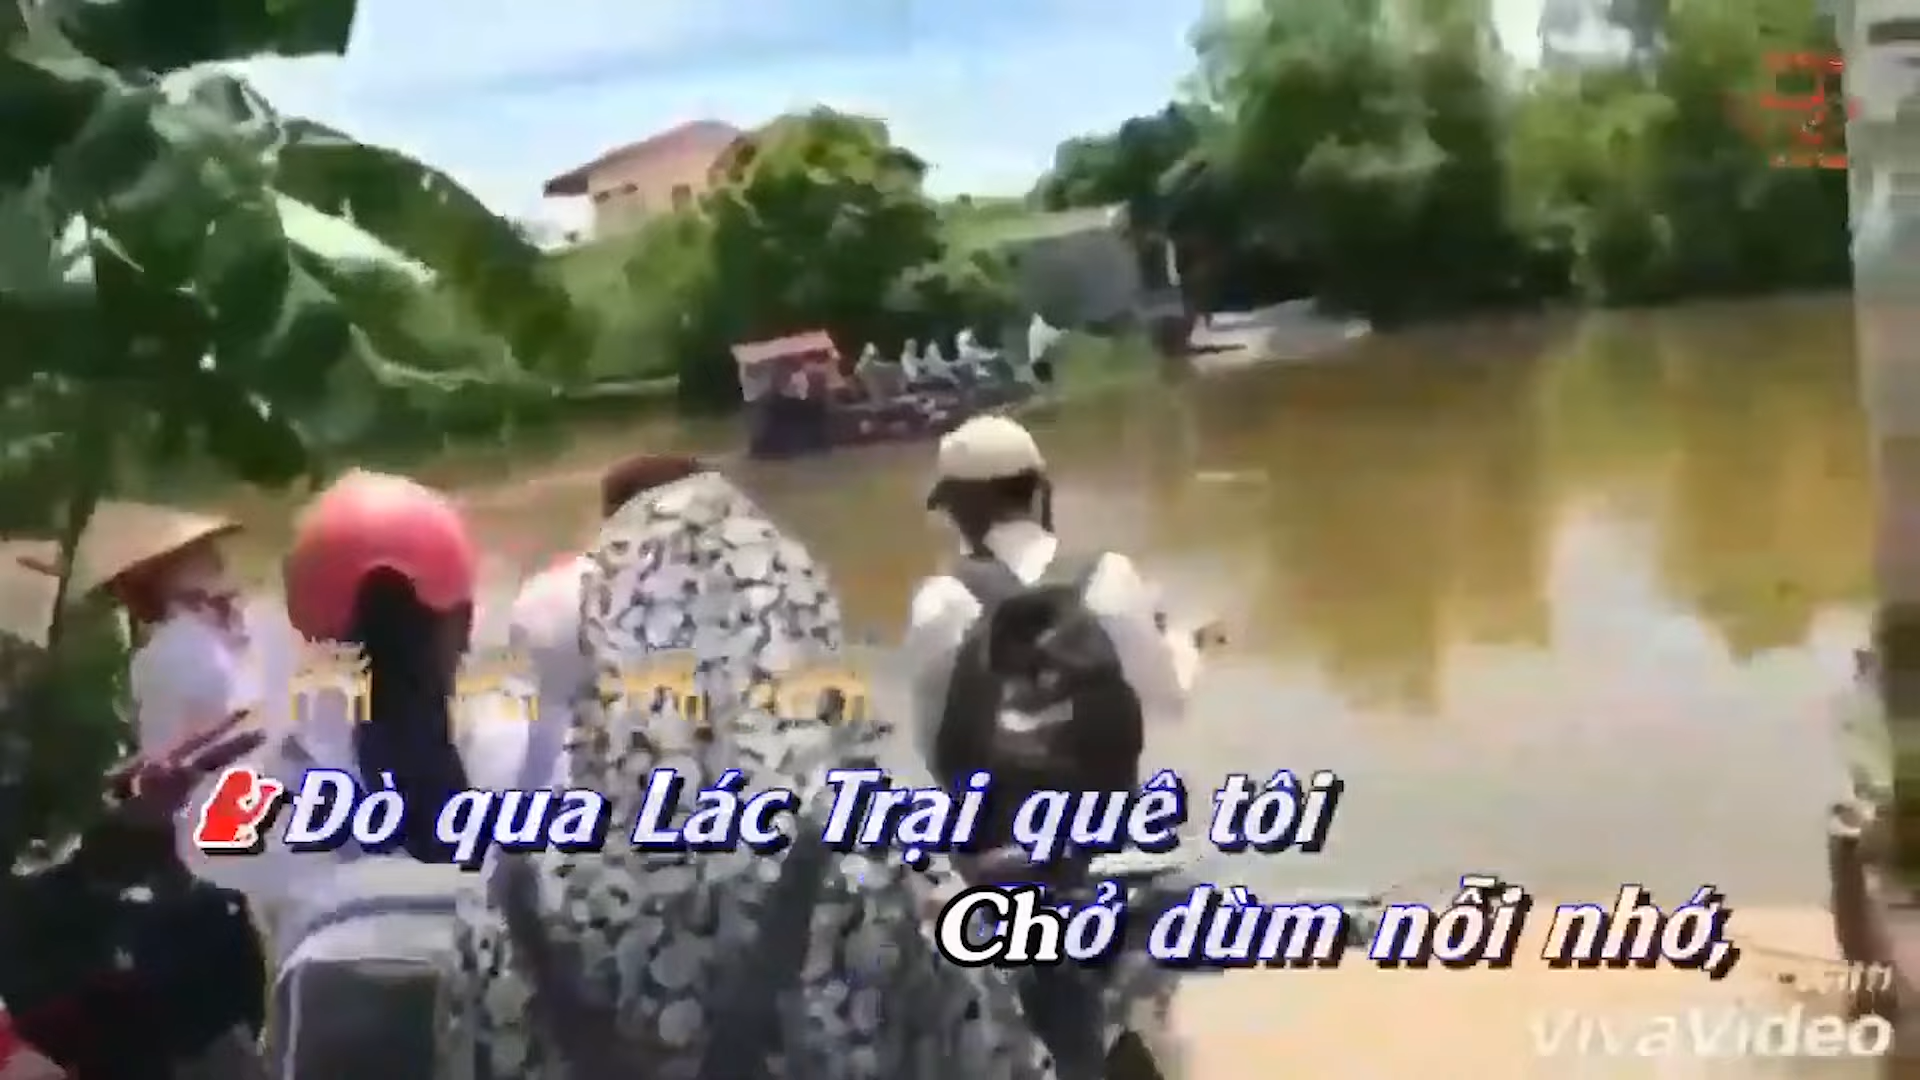 Đò qua Lác Trại quê tôi
Chở dùm nỗi nhớ,
VivaVideo